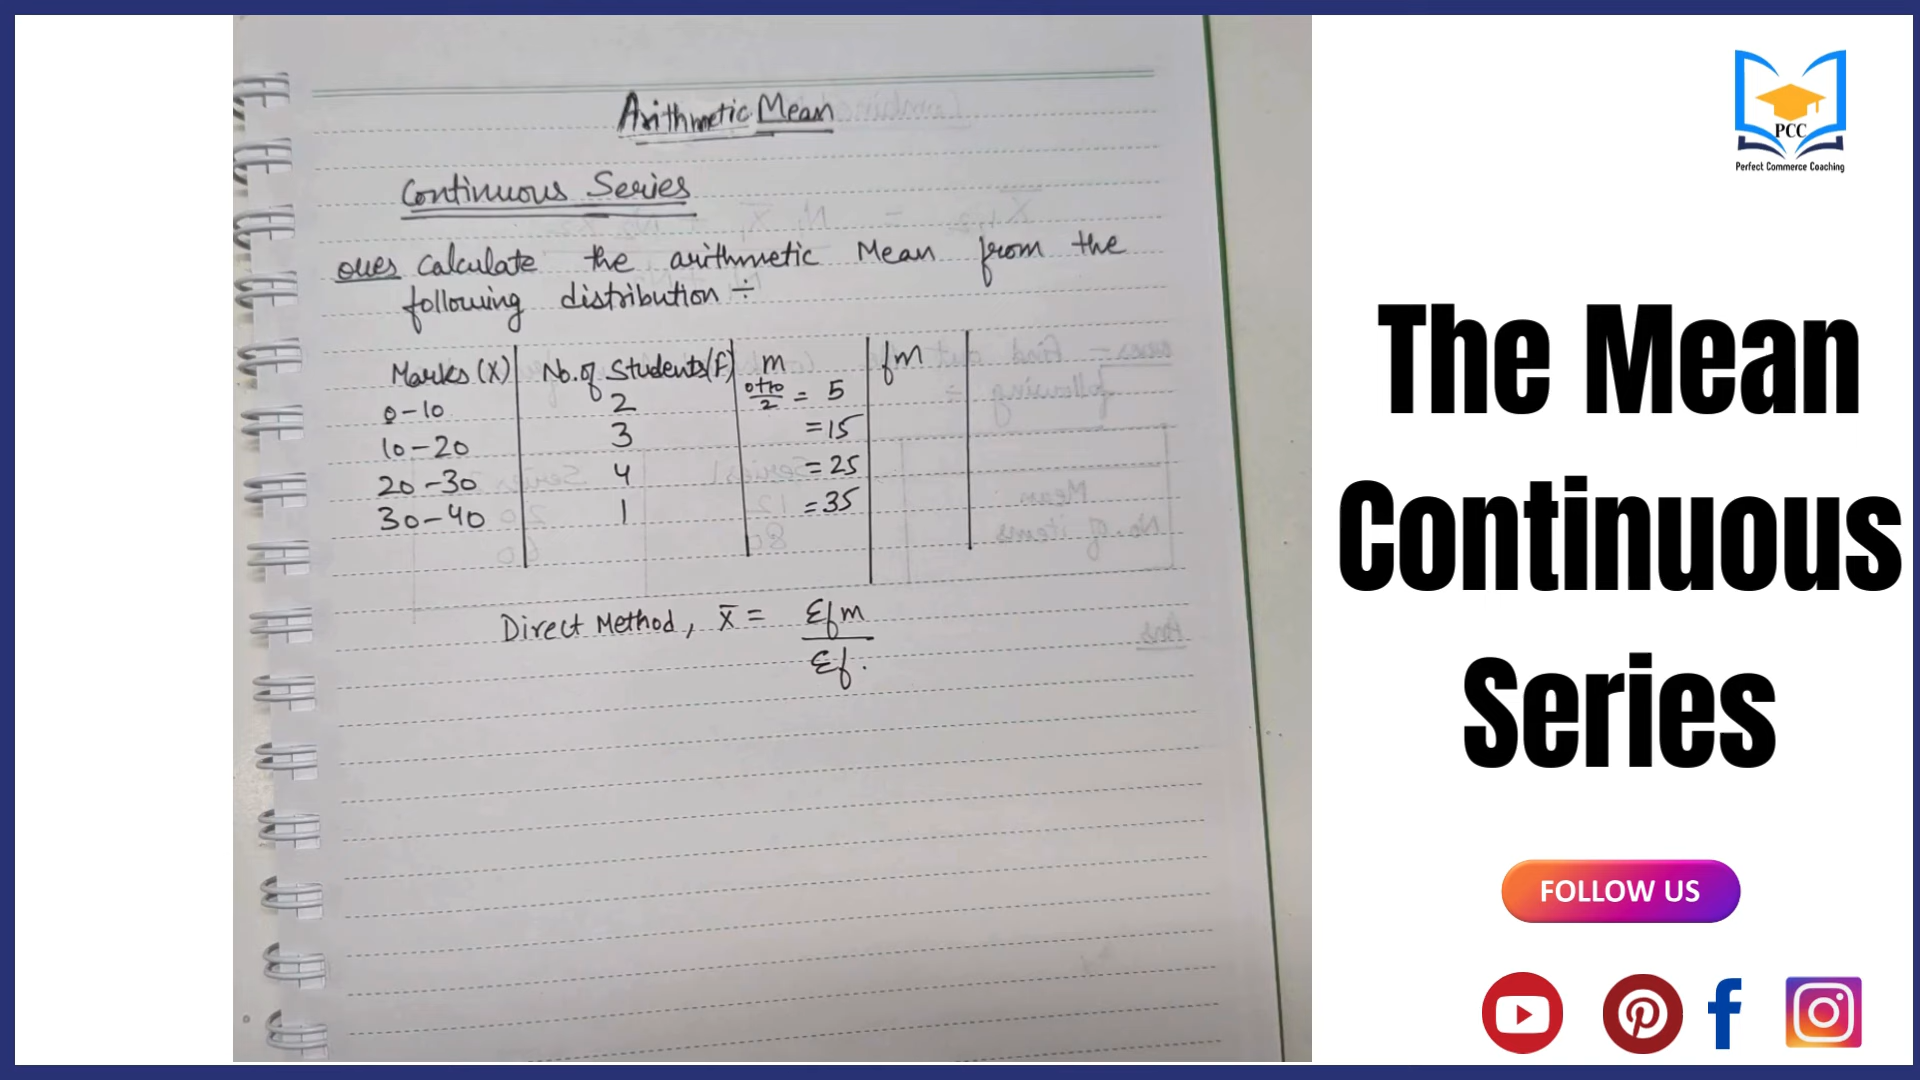 Arithmetic Mean
Continuous Series
Ques Calculate the arithmetic Mean from the
following distribution ÷
Marks (X) No. of Students (F) m fm
0-10 2 0+10/2 = 5
10-20 3 =15
20-30 4 =25
30-40 1 =35
Direct Method, x̄ = Σfm
Σf.
PCC
Perfect Commerce Coaching
The Mean
Continuous
Series
FOLLOW US